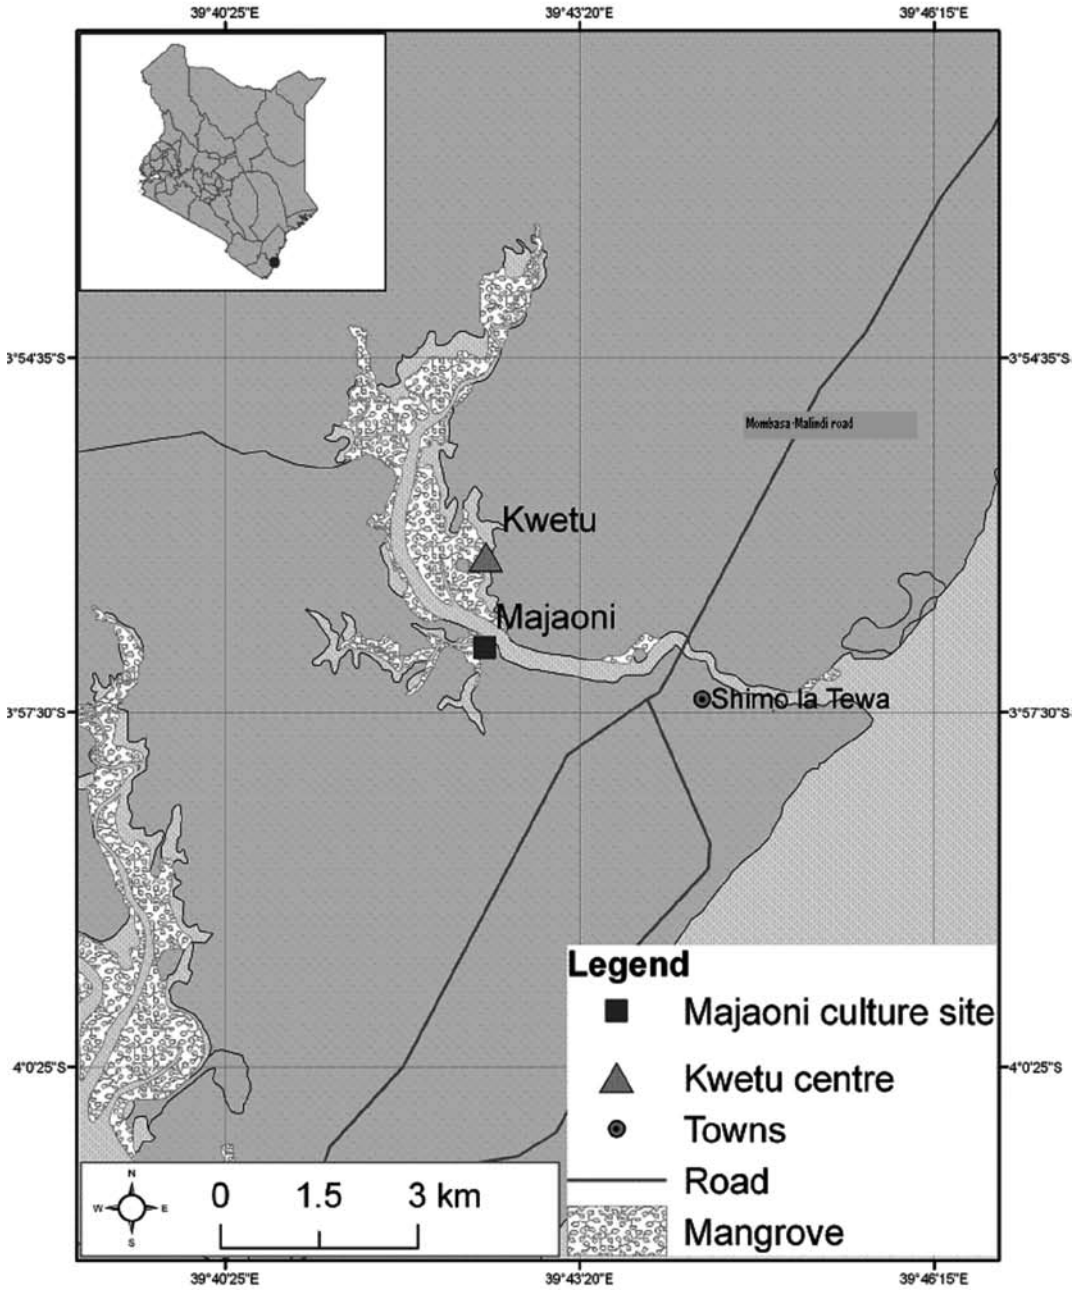 39°40'25"E
39°43'20"E
39°46'15"E
3°54'35"S
3°54'35"S
Mombasa-Malindi road
Kwetu
Majaoni
Shimo la Tewa
3°57'30"S
3°57'30"S
Legend
Majaoni culture site
4°0'25"S
4°0'25"S
Kwetu centre
Towns
Road
Mangrove
N
W E
S
0 1.5 3 km
39°40'25"E
39°43'20"E
39°46'15"E